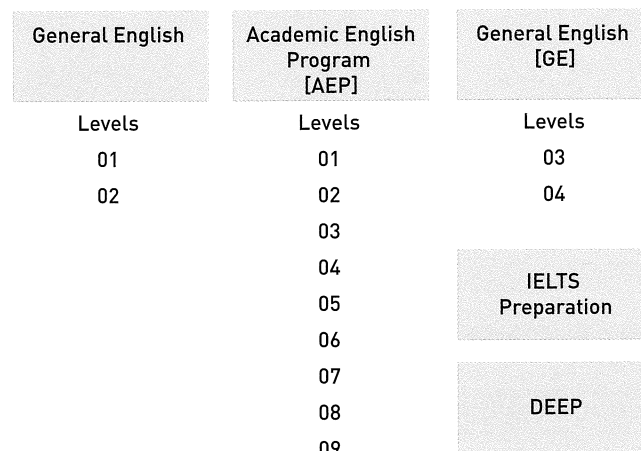 General English
Levels
01
02
Academic English
Program
[AEP]
Levels
01
02
03
04
05
06
07
08
09
General English
[GE]
Levels
03
04
IELTS
Preparation
DEEP